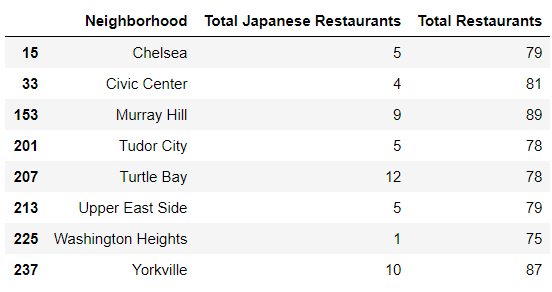 Neighborhood Total Japanese Restaurants Total Restaurants
15 Chelsea 5 79
33 Civic Center 4 81
153 Murray Hill 9 89
201 Tudor City 5 78
207 Turtle Bay 12 78
213 Upper East Side 5 79
225 Washington Heights 1 75
237 Yorkville 10 87